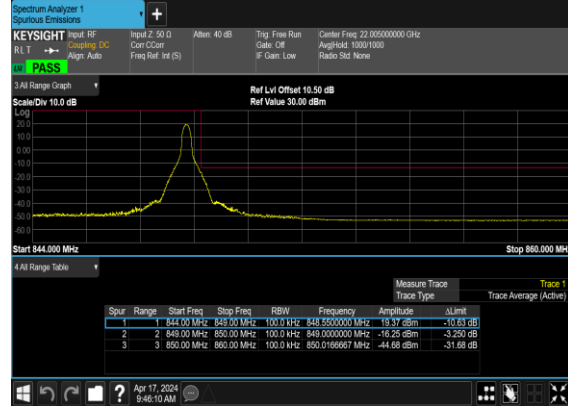 Spectrum Analyzer 1
Spurious Emissions
KEYSIGHT Input: RF Input Z: 50 Ω Atten: 40 dB Trig: Free Run Center Freq: 22.005000000 GHz
RLT Coupling: DC Corr CCorr Gate: Off Avg|Hold: 1000/1000
Align: Auto Freq Ref: Int (S) IF Gain: Low Radio Std: None
PASS
3 All Range Graph
Ref Lvl Offset 10.50 dB
Scale/Div 10.0 dB Ref Value 30.00 dBm
Log
20.0
10.0
0.00
-10.0
-20.0
-30.0
-40.0
-50.0
-60.0
Start 844.000 MHz Stop 860.000 MH
4 All Range Table
Measure Trace Trace 1
Trace Type Trace Average (Active)
Spur Range Start Freq Stop Freq RBW Frequency Amplitude ΔLimit
1 1 844.00 MHz 849.00 MHz 100.0 kHz 848.5500000 MHz 19.37 dBm -10.63 dB
2 2 849.00 MHz 850.00 MHz 100.0 kHz 849.0000000 MHz -16.25 dBm -3.250 dB
3 3 850.00 MHz 860.00 MHz 100.0 kHz 850.0166667 MHz -44.68 dBm -31.68 dB
Apr 17, 2024
9:46:10 AM